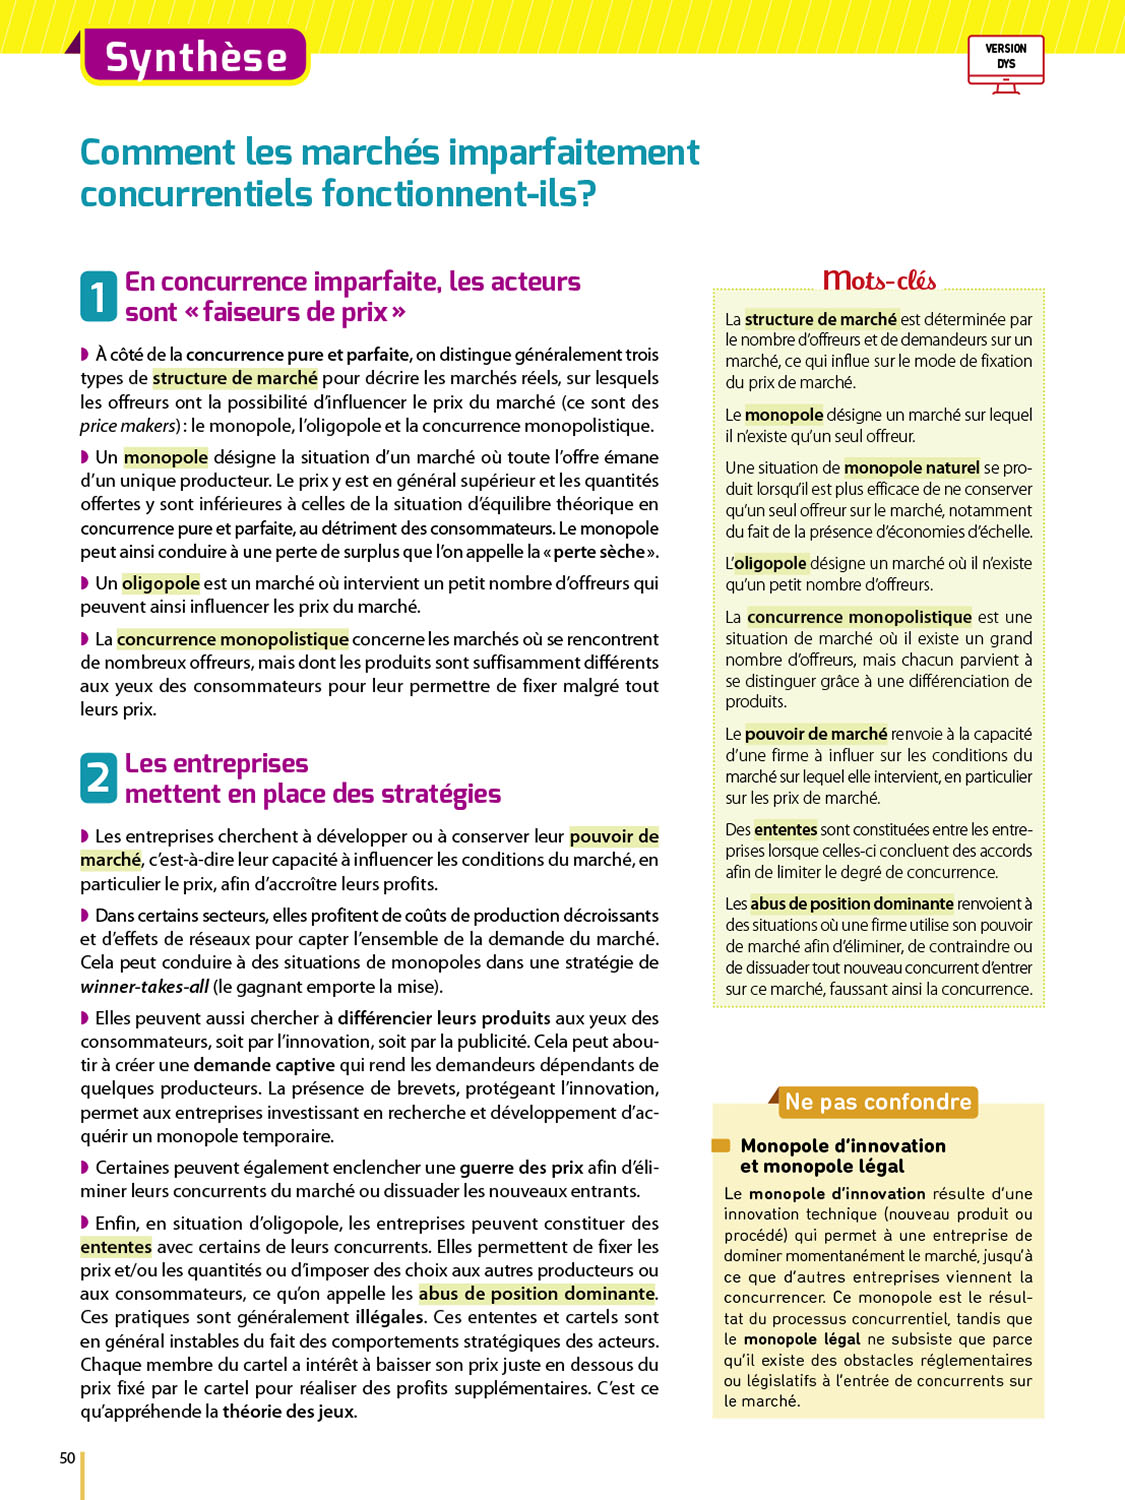 Synthèse
VERSION
DYS
Comment les marchés imparfaitement
concurrentiels fonctionnent-ils?
1
En concurrence imparfaite, les acteurs
sont « faiseurs de prix »
À côté de la concurrence pure et parfaite, on distingue généralement trois
types de structure de marché pour décrire les marchés réels, sur lesquels
les offreurs ont la possibilité d’influencer le prix du marché (ce sont des
price makers) : le monopole, l’oligopole et la concurrence monopolistique.
Un monopole désigne la situation d’un marché où toute l’offre émane
d’un unique producteur. Le prix y est en général supérieur et les quantités
offertes y sont inférieures à celles de la situation d’équilibre théorique en
concurrence pure et parfaite, au détriment des consommateurs. Le monopole
peut ainsi conduire à une perte de surplus que l’on appelle la « perte sèche ».
Un oligopole est un marché où intervient un petit nombre d’offreurs qui
peuvent ainsi influencer les prix du marché.
La concurrence monopolistique concerne les marchés où se rencontrent
de nombreux offreurs, mais dont les produits sont suffisamment différents
aux yeux des consommateurs pour leur permettre de fixer malgré tout
leurs prix.
2
Les entreprises
mettent en place des stratégies
Les entreprises cherchent à développer ou à conserver leur pouvoir de
marché, c’est-à-dire leur capacité à influencer les conditions du marché, en
particulier le prix, afin d’accroître leurs profits.
Dans certains secteurs, elles profitent de coûts de production décroissants
et d’effets de réseaux pour capter l’ensemble de la demande du marché.
Cela peut conduire à des situations de monopoles dans une stratégie de
winner-takes-all (le gagnant emporte la mise).
Elles peuvent aussi chercher à différencier leurs produits aux yeux des
consommateurs, soit par l’innovation, soit par la publicité. Cela peut abou-
tir à créer une demande captive qui rend les demandeurs dépendants de
quelques producteurs. La présence de brevets, protégeant l’innovation,
permet aux entreprises investissant en recherche et développement d’ac-
quérir un monopole temporaire.
Certaines peuvent également enclencher une guerre des prix afin d’éli-
miner leurs concurrents du marché ou dissuader les nouveaux entrants.
Enfin, en situation d’oligopole, les entreprises peuvent constituer des
ententes avec certains de leurs concurrents. Elles permettent de fixer les
prix et/ou les quantités ou d’imposer des choix aux autres producteurs ou
aux consommateurs, ce qu’on appelle les abus de position dominante.
Ces pratiques sont généralement illégales. Ces ententes et cartels sont
en général instables du fait des comportements stratégiques des acteurs.
Chaque membre du cartel a intérêt à baisser son prix juste en dessous du
prix fixé par le cartel pour réaliser des profits supplémentaires. C’est ce
qu’appréhende la théorie des jeux.
Mots-clés
La structure de marché est déterminée par
le nombre d’offreurs et de demandeurs sur un
marché, ce qui influe sur le mode de fixation
du prix de marché.
Le monopole désigne un marché sur lequel
il n’existe qu’un seul offreur.
Une situation de monopole naturel se pro-
duit lorsqu’il est plus efficace de ne conserver
qu’un seul offreur sur le marché, notamment
du fait de la présence d’économies d’échelle.
L’oligopole désigne un marché où il n’existe
qu’un petit nombre d’offreurs.
La concurrence monopolistique est une
situation de marché où il existe un grand
nombre d’offreurs, mais chacun parvient à
se distinguer grâce à une différenciation de
produits.
Le pouvoir de marché renvoie à la capacité
d’une firme à influer sur les conditions du
marché sur lequel elle intervient, en particulier
sur les prix de marché.
Des ententes sont constituées entre les entre-
prises lorsque celles-ci concluent des accords
afin de limiter le degré de concurrence.
Les abus de position dominante renvoient à
des situations où une firme utilise son pouvoir
de marché afin d’éliminer, de contraindre ou
de dissuader tout nouveau concurrent d’entrer
sur ce marché, faussant ainsi la concurrence.
Ne pas confondre
Monopole d’innovation
et monopole légal
Le monopole d’innovation résulte d’une
innovation technique (nouveau produit ou
procédé) qui permet à une entreprise de
dominer momentanément le marché, jusqu’à
ce que d’autres entreprises viennent la
concurrencer. Ce monopole est le résul-
tat du processus concurrentiel, tandis que
le monopole légal ne subsiste que parce
qu’il existe des obstacles réglementaires
ou législatifs à l’entrée de concurrents sur
le marché.
50